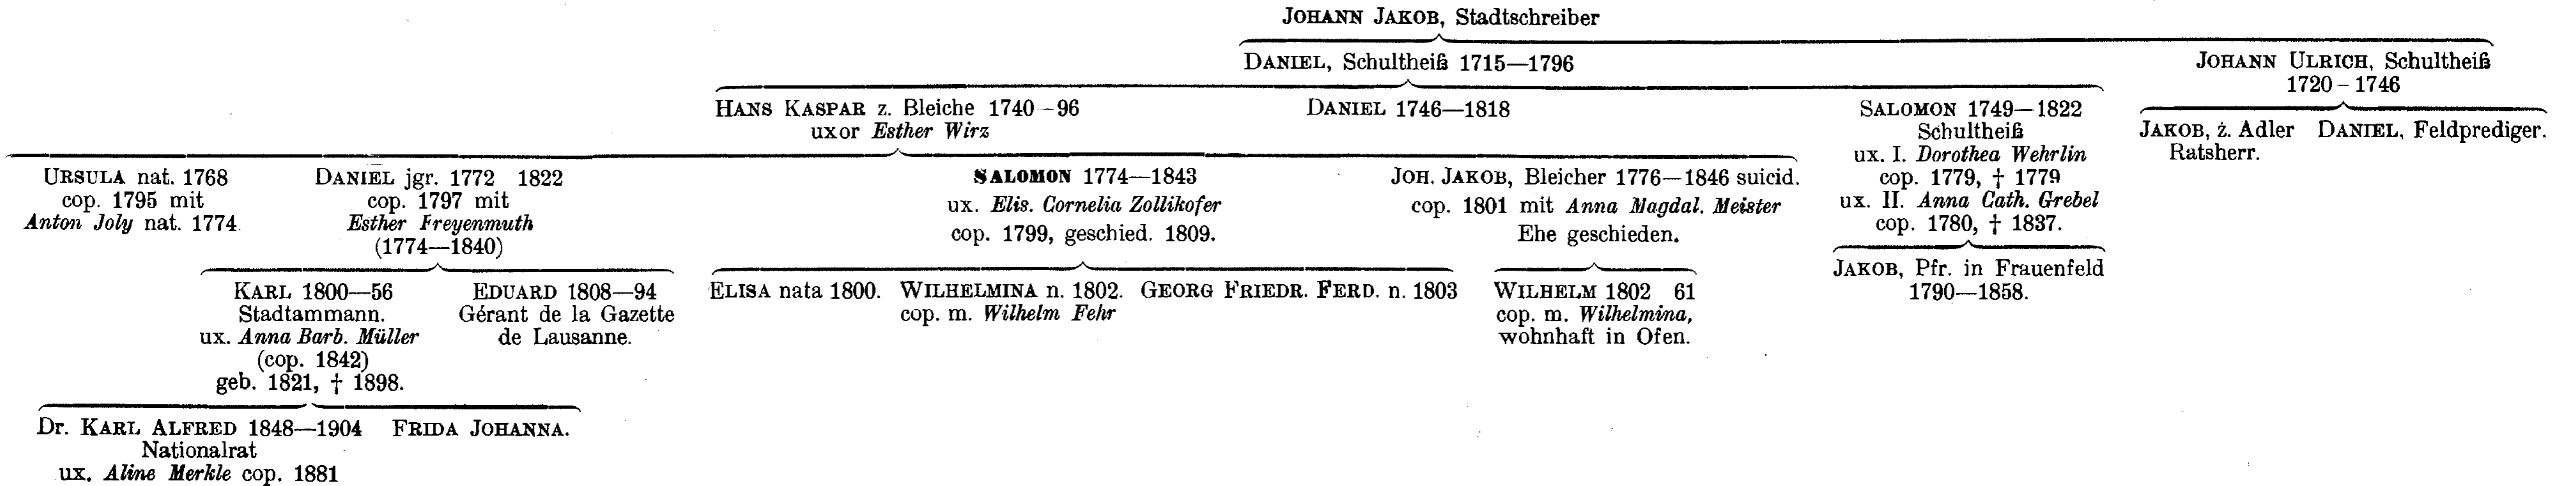 JOHANN JAKOB, Stadtschreiber
DANIEL, Schultheiß 1715—1796
JOHANN ULRICH, Schultheiß
1720 – 1746
HANS KASPAR z. Bleiche 1740 – 96
uxor Esther Wirz
DANIEL 1746—1818
SALOMON 1749—1822
Schultheiß
ux. I. Dorothea Wehrlin
cop. 1779, † 1779
ux. II. Anna Cath. Grebel
cop. 1780, † 1837.
JAKOB, ż. Adler
Ratsherr.
DANIEL, Feldprediger.
URSULA nat. 1768
cop. 1795 mit
Anton Joly nat. 1774
DANIEL jgr. 1772 1822
cop. 1797 mit
Esther Freyenmuth
(1774—1840)
SALOMON 1774—1843
ux. Elis. Cornelia Zollikofer
cop. 1799, geschied. 1809.
JOH. JAKOB, Bleicher 1776—1846 suicid.
cop. 1801 mit Anna Magdal. Meister
Ehe geschieden.
JAKOB, Pfr. in Frauenfeld
1790—1858.
KARL 1800—56
Stadtammann.
ux. Anna Barb. Müller
(cop. 1842)
geb. 1821, † 1898.
EDUARD 1808—94
Gérant de la Gazette
de Lausanne.
ELISA nata 1800.
WILHELMINA n. 1802.
cop. m. Wilhelm Fehr
GEORG FRIEDR. FERD. n. 1803
WILHELM 1802 61
cop. m. Wilhelmina,
wohnhaft in Ofen.
Dr. KARL ALFRED 1848—1904
Nationalrat
ux. Aline Merkle cop. 1881
FRIDA JOHANNA.